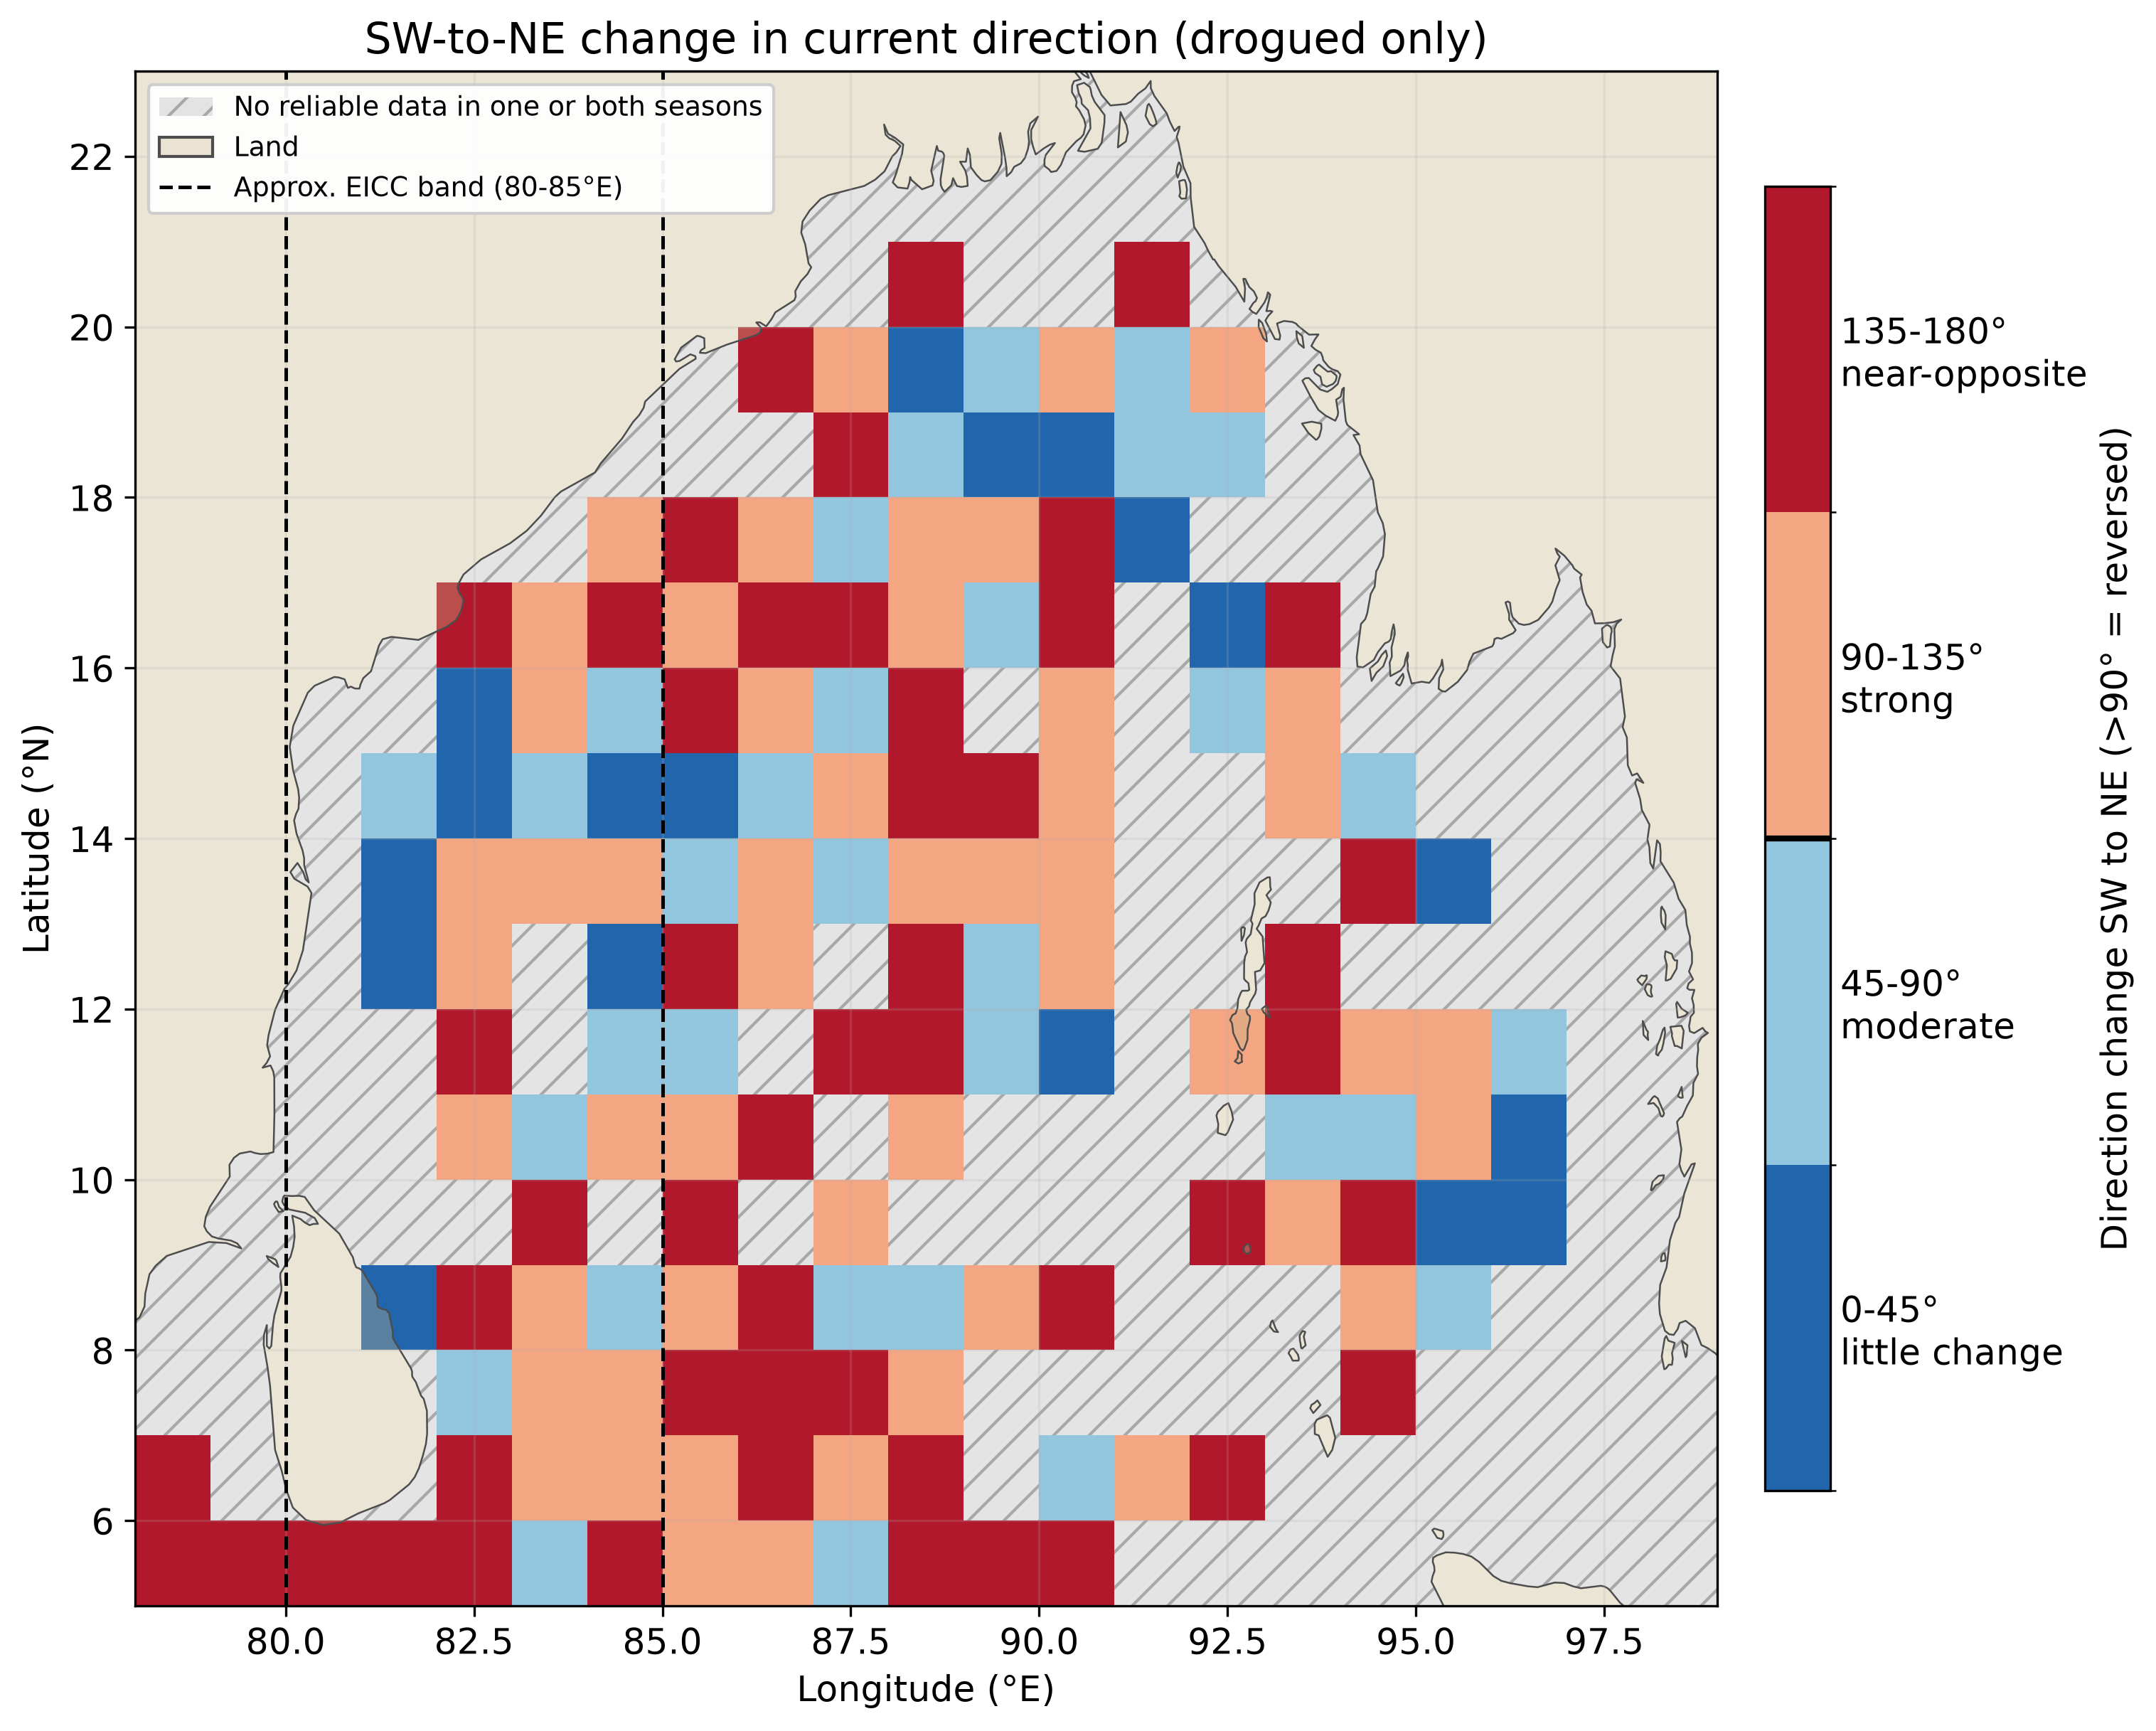 SW-to-NE change in current direction (drogued only)
No reliable data in one or both seasons
Land
Approx. EICC band (80-85°E)
22
20
18
16
14
12
10
8
6
Latitude (°N)
80.0
82.5
85.0
87.5
90.0
92.5
95.0
97.5
Longitude (°E)
135-180°
near-opposite
90-135°
strong
45-90°
moderate
0-45°
little change
Direction change SW to NE (>90° = reversed)